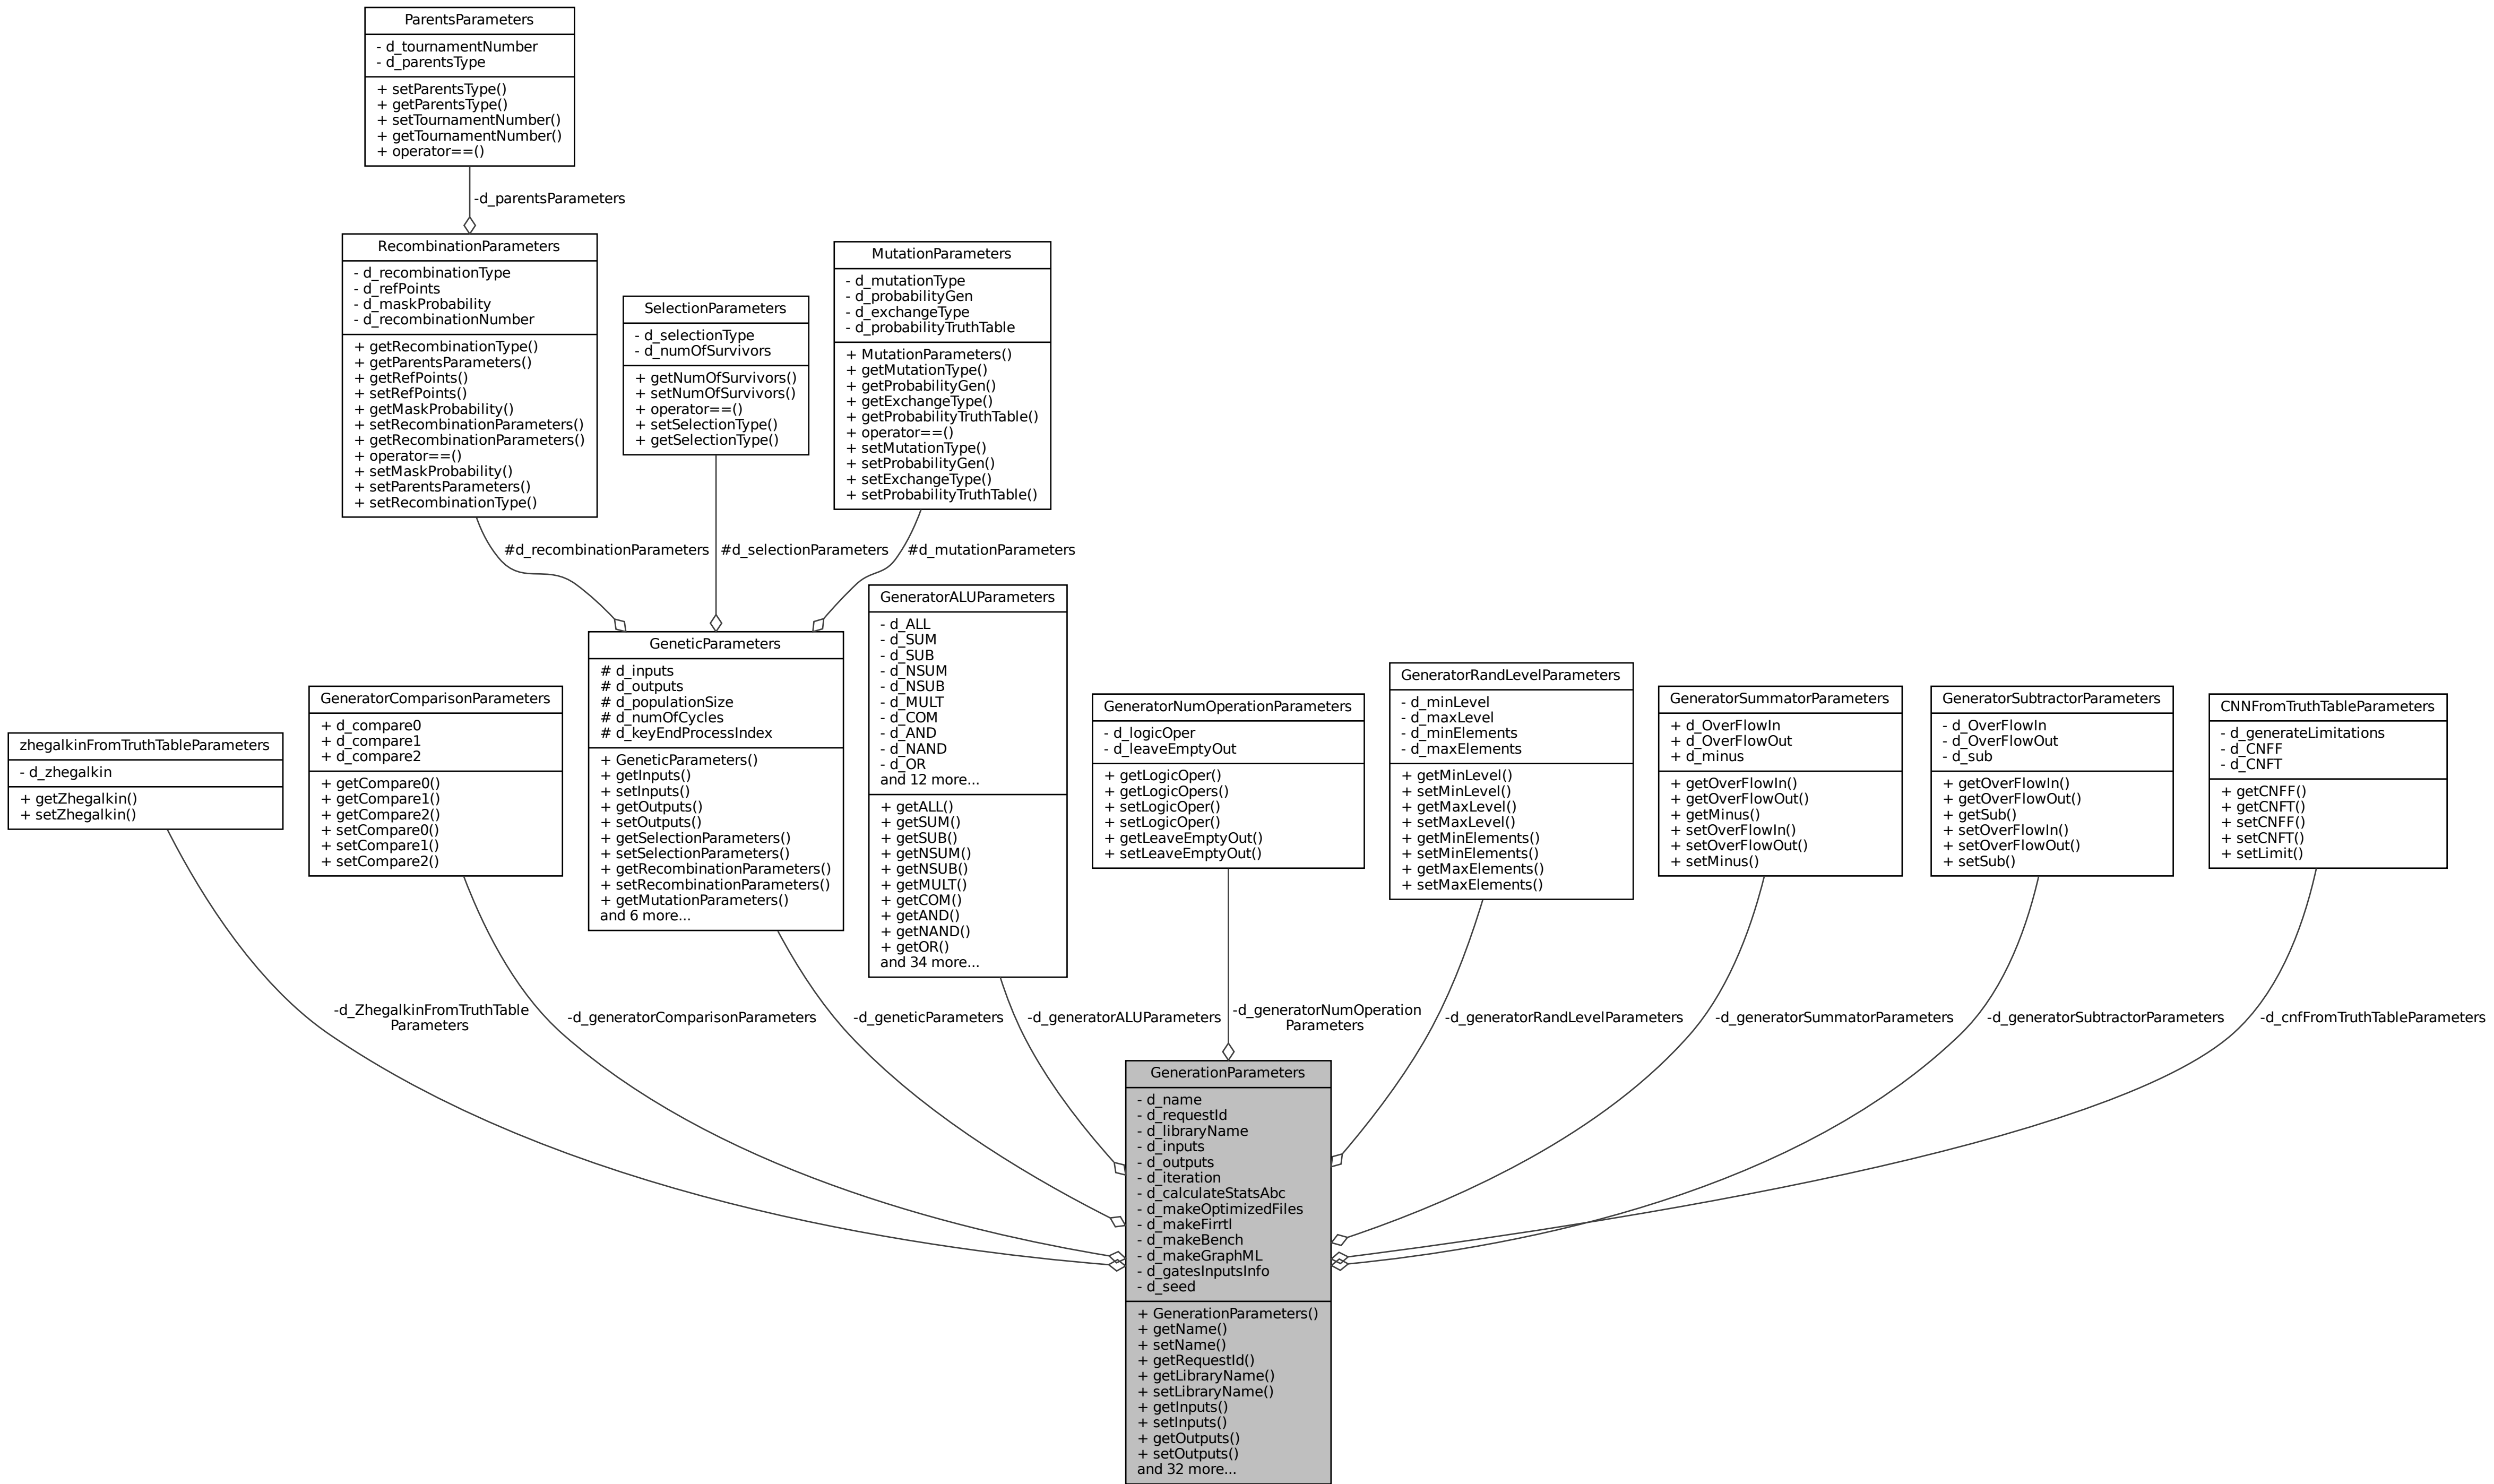 ParentsParameters
- d_tournamentNumber
- d_parentsType
+ setParentsType()
+ getParentsType()
+ setTournamentNumber()
+ getTournamentNumber()
+ operator==()
-d_parentsParameters
RecombinationParameters
- d_recombinationType
- d_refPoints
- d_maskProbability
- d_recombinationNumber
+ getRecombinationType()
+ getParentsParameters()
+ getRefPoints()
+ setRefPoints()
+ getMaskProbability()
+ setRecombinationParameters()
+ getRecombinationParameters()
+ operator==()
+ setMaskProbability()
+ setParentsParameters()
+ setRecombinationType()
SelectionParameters
- d_selectionType
- d_numOfSurvivors
+ getNumOfSurvivors()
+ setNumOfSurvivors()
+ operator==()
+ setSelectionType()
+ getSelectionType()
MutationParameters
- d_mutationType
- d_probabilityGen
- d_exchangeType
- d_probabilityTruthTable
+ MutationParameters()
+ getMutationType()
+ getProbabilityGen()
+ getExchangeType()
+ getProbabilityTruthTable()
+ operator==()
+ setMutationType()
+ setProbabilityGen()
+ setExchangeType()
+ setProbabilityTruthTable()
#d_recombinationParameters
#d_selectionParameters
#d_mutationParameters
zhegalkinFromTruthTableParameters
- d_zhegalkin
+ getZhegalkin()
+ setZhegalkin()
GeneratorComparisonParameters
+ d_compare0
+ d_compare1
+ d_compare2
+ getCompare0()
+ getCompare1()
+ getCompare2()
+ setCompare0()
+ setCompare1()
+ setCompare2()
GeneticParameters
# d_inputs
# d_outputs
# d_populationSize
# d_numOfCycles
# d_keyEndProcessIndex
+ GeneticParameters()
+ getInputs()
+ setInputs()
+ getOutputs()
+ setOutputs()
+ getSelectionParameters()
+ setSelectionParameters()
+ getRecombinationParameters()
+ setRecombinationParameters()
+ getMutationParameters()
and 6 more...
GeneratorALUParameters
- d_ALL
- d_SUM
- d_SUB
- d_NSUM
- d_NSUB
- d_MULT
- d_COM
- d_AND
- d_NAND
- d_OR
and 12 more...
+ getALL()
+ getSUM()
+ getSUB()
+ getNSUM()
+ getNSUB()
+ getMULT()
+ getCOM()
+ getAND()
+ getNAND()
+ getOR()
and 34 more...
GeneratorNumOperationParameters
- d_logicOper
- d_leaveEmptyOut
+ getLogicOper()
+ getLogicOpers()
+ setLogicOper()
+ setLogicOper()
+ getLeaveEmptyOut()
+ setLeaveEmptyOut()
GeneratorRandLevelParameters
- d_minLevel
- d_maxLevel
- d_minElements
- d_maxElements
+ getMinLevel()
+ setMinLevel()
+ getMaxLevel()
+ setMaxLevel()
+ getMinElements()
+ setMinElements()
+ getMaxElements()
+ setMaxElements()
GeneratorSummatorParameters
+ d_OverFlowIn
+ d_OverFlowOut
+ d_minus
+ getOverFlowIn()
+ getOverFlowOut()
+ getMinus()
+ setOverFlowIn()
+ setOverFlowOut()
+ setMinus()
GeneratorSubtractorParameters
- d_OverFlowIn
- d_OverFlowOut
- d_sub
+ getOverFlowIn()
+ getOverFlowOut()
+ getSub()
+ setOverFlowIn()
+ setOverFlowOut()
+ setSub()
CNNFromTruthTableParameters
- d_generateLimitations
- d_CNFF
- d_CNFT
+ getCNFF()
+ getCNFT()
+ setCNFF()
+ setCNFT()
+ setLimit()
-d_ZhegalkinFromTruthTable
Parameters
-d_generatorComparisonParameters
-d_geneticParameters
-d_generatorALUParameters
-d_generatorNumOperation
Parameters
-d_generatorRandLevelParameters
-d_generatorSummatorParameters
-d_generatorSubtractorParameters
-d_cnfFromTruthTableParameters
GenerationParameters
- d_name
- d_requestId
- d_libraryName
- d_inputs
- d_outputs
- d_iteration
- d_calculateStatsAbc
- d_makeOptimizedFiles
- d_makeFirrtl
- d_makeBench
- d_makeGraphML
- d_gatesInputsInfo
- d_seed
+ GenerationParameters()
+ getName()
+ setName()
+ getRequestId()
+ getLibraryName()
+ setLibraryName()
+ getInputs()
+ setInputs()
+ getOutputs()
+ setOutputs()
and 32 more...